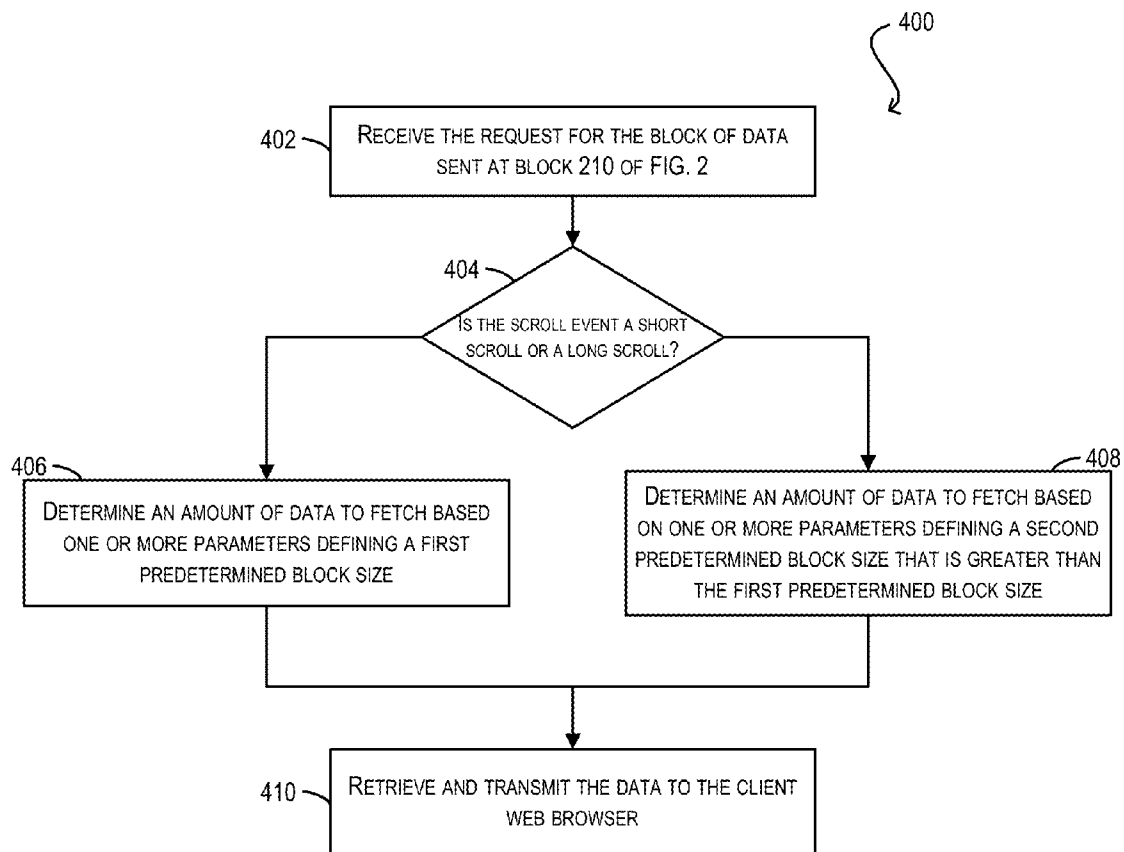 400
402
RECEIVE THE REQUEST FOR THE BLOCK OF DATA
SENT AT BLOCK 210 OF FIG. 2
404
IS THE SCROLL EVENT A SHORT
SCROLL OR A LONG SCROLL?
406
DETERMINE AN AMOUNT OF DATA TO FETCH BASED
ONE OR MORE PARAMETERS DEFINING A FIRST
PREDETERMINED BLOCK SIZE
408
DETERMINE AN AMOUNT OF DATA TO FETCH BASED
ON ONE OR MORE PARAMETERS DEFINING A SECOND
PREDETERMINED BLOCK SIZE THAT IS GREATER THAN
THE FIRST PREDETERMINED BLOCK SIZE
410
RETRIEVE AND TRANSMIT THE DATA TO THE CLIENT
WEB BROWSER